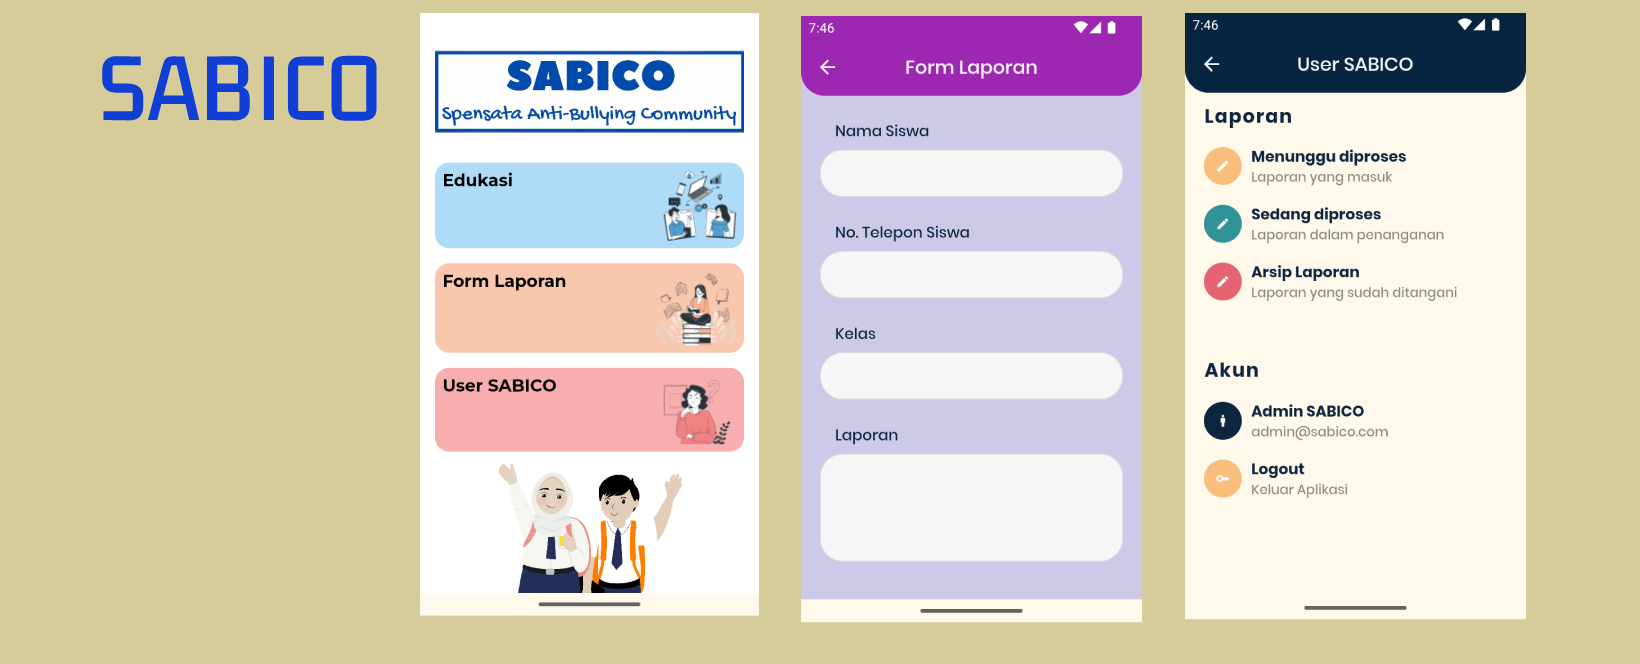 SABICO
SABICO
Spensata Anti-Bullying Community
Edukasi
Form Laporan
User SABICO
7:46
Form Laporan
Nama Siswa
No. Telepon Siswa
Kelas
Laporan
7:46
User SABICO
Laporan
Menunggu diproses
Laporan yang masuk
Sedang diproses
Laporan dalam penanganan
Arsip Laporan
Laporan yang sudah ditangani
Akun
Admin SABICO
admin@sabico.com
Logout
Keluar Aplikasi